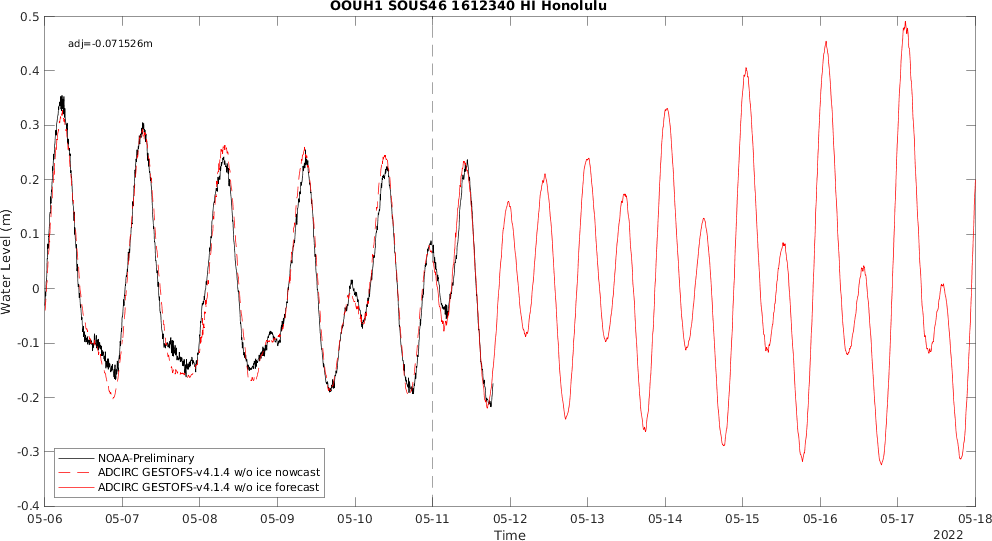 OOUH1 SOUS46 1612340 HI Honolulu
0.5
adj=-0.071526m
0.4
0.3
0.2
0.1
0
-0.1
-0.2
-0.3
-0.4
Water Level (m)
NOAA-Preliminary
ADCIRC GESTOFS-v4.1.4 w/o ice nowcast
ADCIRC GESTOFS-v4.1.4 w/o ice forecast
05-06 05-07 05-08 05-09 05-10 05-11 05-12 05-13 05-14 05-15 05-16 05-17 05-18
Time
2022